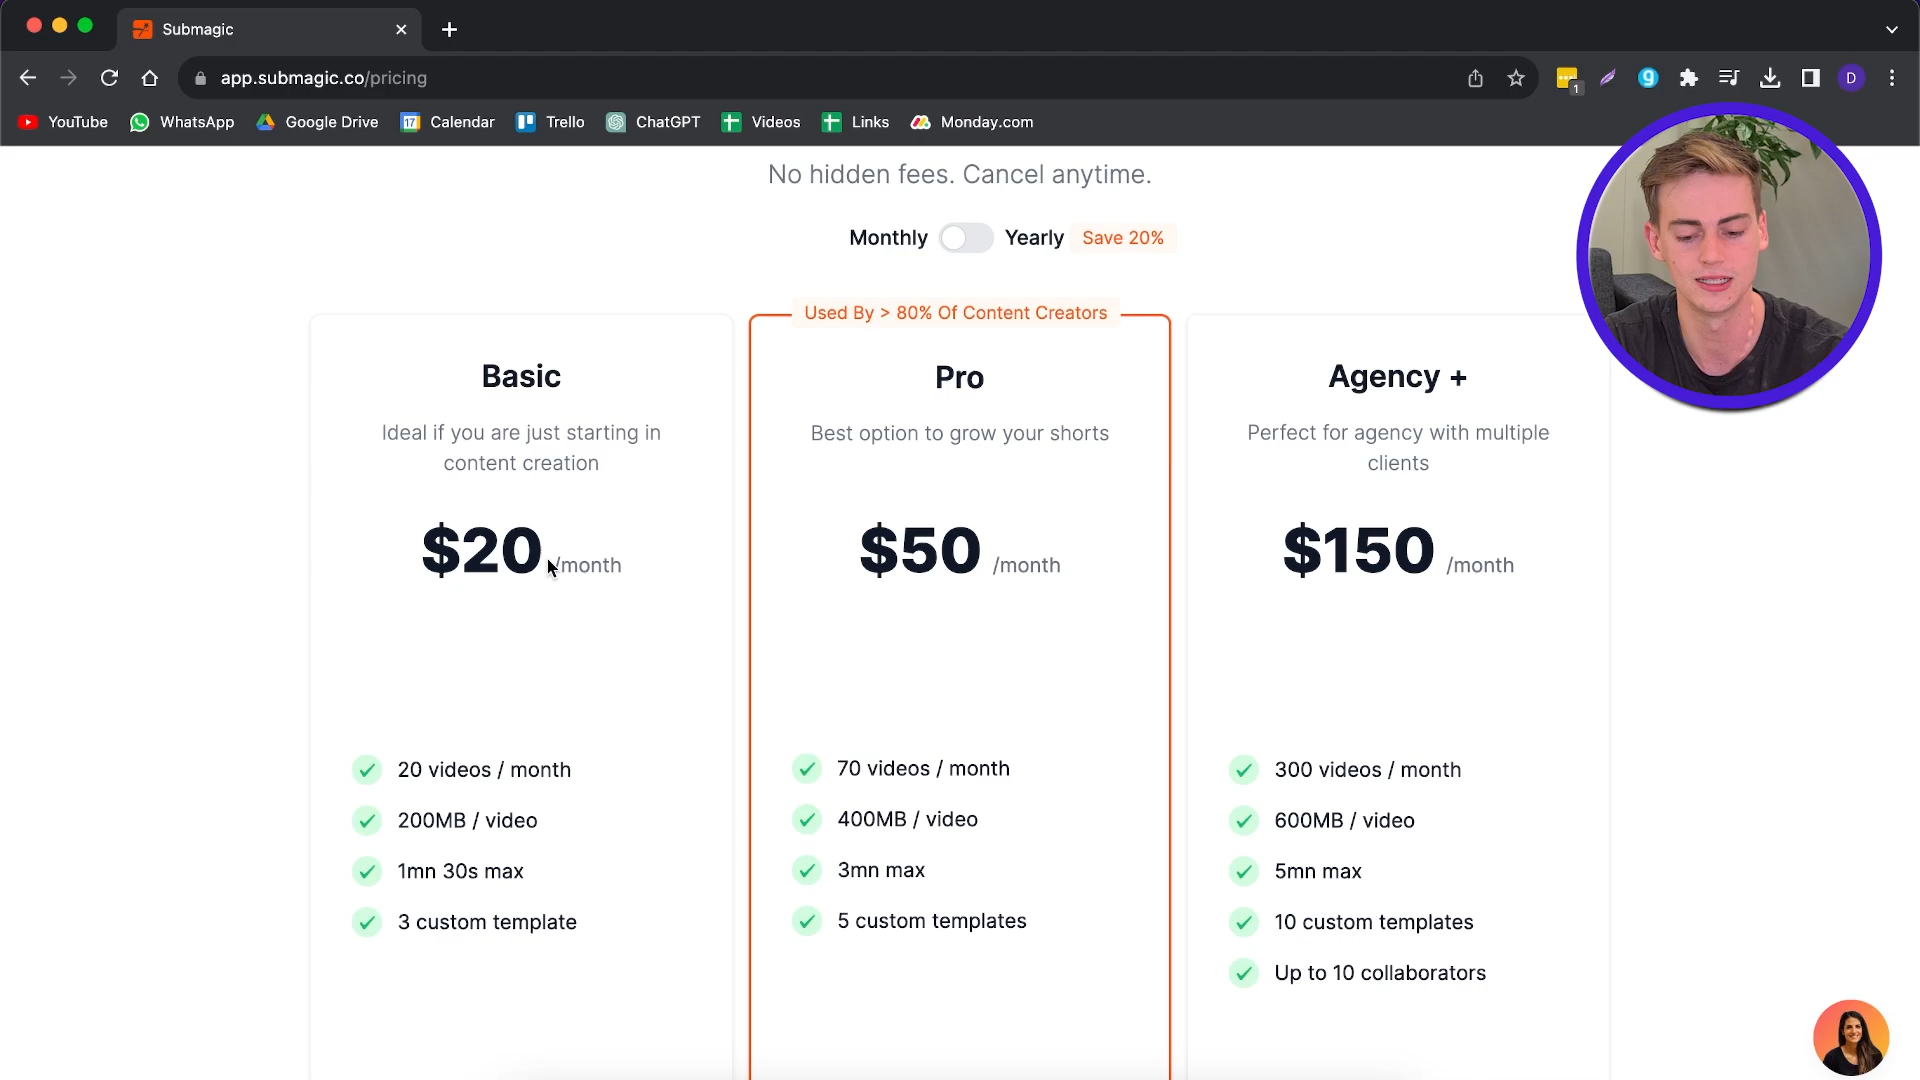 Submagic
app.submagic.co/pricing
1
D
YouTube
WhatsApp
Google Drive
17
Calendar
Trello
ChatGPT
Videos
Links
Monday.com
No hidden fees. Cancel anytime.
Monthly Yearly Save 20%
Used By > 80% Of Content Creators
Basic
Ideal if you are just starting in
content creation
$20 /month
20 videos / month
200MB / video
1mn 30s max
3 custom template
Pro
Best option to grow your shorts
$50 /month
70 videos / month
400MB / video
3mn max
5 custom templates
Agency +
Perfect for agency with multiple
clients
$150 /month
300 videos / month
600MB / video
5mn max
10 custom templates
Up to 10 collaborators